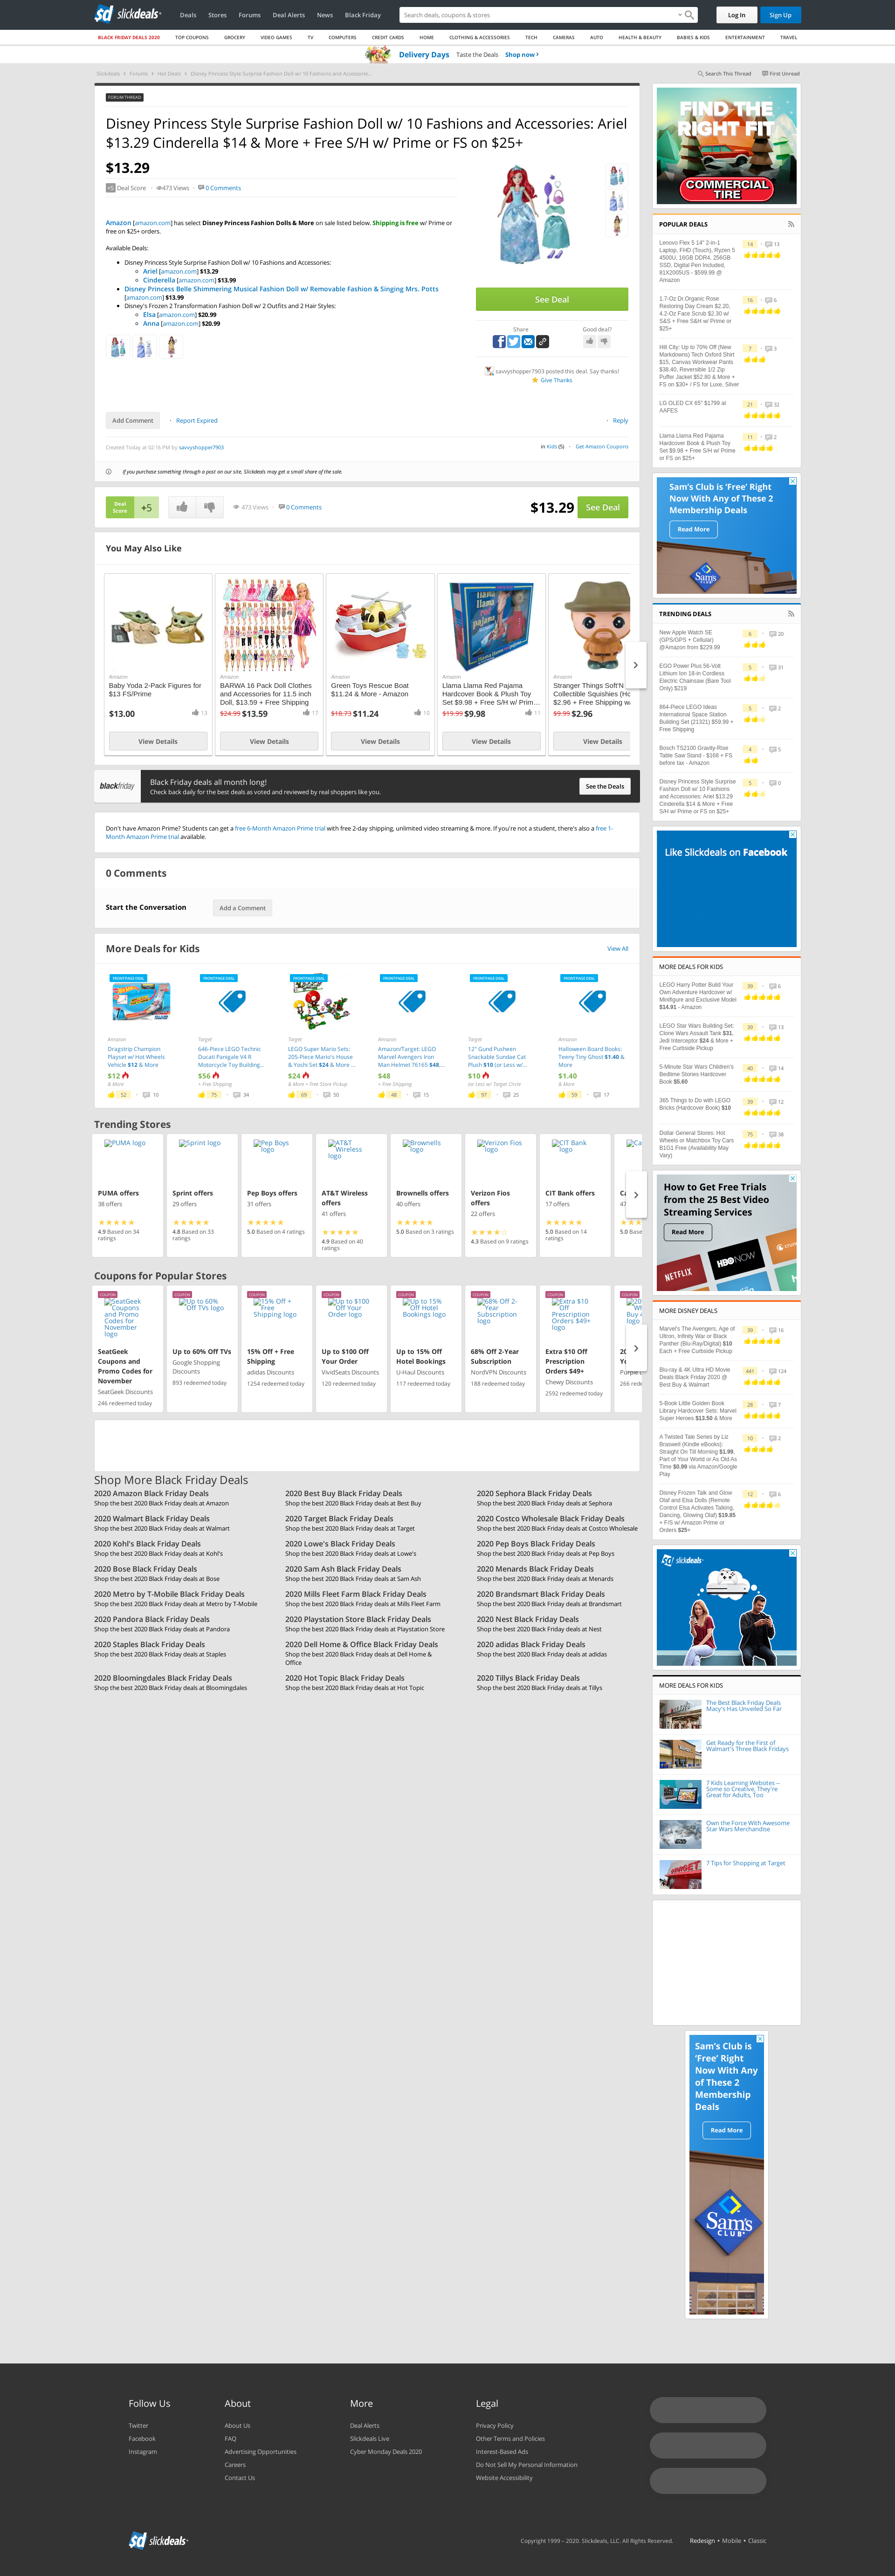 slickdeals
Deals Stores Forums Deal Alerts News Black Friday
Search deals, coupons & stores
Log In
Sign Up
BLACK FRIDAY DEALS 2020 TOP COUPONS GROCERY VIDEO GAMES TV COMPUTERS CREDIT CARDS HOME CLOTHING & ACCESSORIES TECH CAMERAS AUTO HEALTH & BEAUTY BABIES & KIDS ENTERTAINMENT TRAVEL
Delivery Days Taste the Deals Shop now
Slickdeals Forums Hot Deals Disney Princess Style Surprise Fashion Doll w/ 10 Fashions and Accessorie...
Search This Thread First Unread
FORUM THREAD
Disney Princess Style Surprise Fashion Doll w/ 10 Fashions and Accessories: Ariel
$13.29 Cinderella $14 & More + Free S/H w/ Prime or FS on $25+
$13.29
+5 Deal Score 473 Views 0 Comments
Amazon [amazon.com] has select Disney Princess Fashion Dolls & More on sale listed below. Shipping is free w/ Prime or
free on $25+ orders.
Available Deals:
Disney Princess Style Surprise Fashion Doll w/ 10 Fashions and Accessories:
Ariel [amazon.com] $13.29
Cinderella [amazon.com] $13.99
Disney Princess Belle Shimmering Musical Fashion Doll w/ Removable Fashion & Singing Mrs. Potts
[amazon.com] $13.99
Disney's Frozen 2 Transformation Fashion Doll w/ 2 Outfits and 2 Hair Styles:
Elsa [amazon.com] $20.99
Anna [amazon.com] $20.99
See Deal
Share
Good deal?
savvyshopper7903 posted this deal. Say thanks!
Give Thanks
Add Comment Report Expired Reply
Created Today at 02:16 PM by savvyshopper7903
in Kids (5) Get Amazon Coupons
If you purchase something through a post on our site, Slickdeals may get a small share of the sale.
Deal
Score
+5
473 Views 0 Comments
$13.29
See Deal
You May Also Like
Amazon
Baby Yoda 2-Pack Figures for
$13 FS/Prime
$13.00 13
View Details
Amazon
BARWA 16 Pack Doll Clothes
and Accessories for 11.5 inch
Doll, $13.59 + Free Shipping
$24.99 $13.59 17
View Details
Amazon
Green Toys Rescue Boat
$11.24 & More - Amazon
$18.73 $11.24 10
View Details
Llama Llama Red Pajama
Amazon
Llama Llama Red Pajama
Hardcover Book & Plush Toy
Set $9.98 + Free S/H w/ Prim...
$19.99 $9.98 11
View Details
Amazon
Stranger Things Soft'N
Collectible Squishies (Ho
$2.96 + Free Shipping w/
$9.99 $2.96
View Details
blackfriday
Black Friday deals all month long!
Check back daily for the best deals as voted and reviewed by real shoppers like you.
See the Deals
Don't have Amazon Prime? Students can get a free 6-Month Amazon Prime trial with free 2-day shipping, unlimited video streaming & more. If you're not a student, there's also a free 1-
Month Amazon Prime trial available.
0 Comments
Start the Conversation
Add a Comment
More Deals for Kids
View All
FRONTPAGE DEAL
Amazon
Dragstrip Champion
Playset w/ Hot Wheels
Vehicle $12 & More
$12
& More
52 10
FRONTPAGE DEAL
Target
646-Piece LEGO Technic
Ducati Panigale V4 R
Motorcycle Toy Building...
$56
+ Free Shipping
75 34
FRONTPAGE DEAL
Target
LEGO Super Mario Sets:
205-Piece Mario's House
& Yoshi Set $24 & More ...
$24
& More + Free Store Pickup
69 50
FRONTPAGE DEAL
Amazon
Amazon/Target: LEGO
Marvel Avengers Iron
Man Helmet 76165 $48....
$48
+ Free Shipping
48 15
FRONTPAGE DEAL
Target
12" Gund Pusheen
Snackable Sundae Cat
Plush $10 (or Less w/...
$10
(or Less w/ Target Circle
97 25
FRONTPAGE DEAL
Amazon
Halloween Board Books:
Teeny Tiny Ghost $1.40 &
More
$1.40
& More
59 17
Trending Stores
PUMA logo
PUMA offers
38 offers
4.9 Based on 34
ratings
Sprint logo
Sprint offers
29 offers
4.8 Based on 33
ratings
Pep Boys
logo
Pep Boys offers
31 offers
5.0 Based on 4 ratings
AT&T
Wireless
logo
AT&T Wireless
offers
41 offers
4.9 Based on 40
ratings
Brownells
logo
Brownells offers
40 offers
5.0 Based on 3 ratings
Verizon Fios
logo
Verizon Fios
offers
22 offers
4.3 Based on 9 ratings
CIT Bank
logo
CIT Bank offers
17 offers
5.0 Based on 14
ratings
Coupons for Popular Stores
COUPON
SeatGeek
Coupons
and Promo
Codes for
November
logo
SeatGeek
Coupons and
Promo Codes for
November
SeatGeek Discounts
246 redeemed today
COUPON
Up to 60%
Off TVs logo
Up to 60% Off TVs
Google Shopping
Discounts
893 redeemed today
COUPON
15% Off +
Free
Shipping logo
15% Off + Free
Shipping
adidas Discounts
1254 redeemed today
COUPON
Up to $100
Off Your
Order logo
Up to $100 Off
Your Order
VividSeats Discounts
120 redeemed today
COUPON
Up to 15%
Off Hotel
Bookings logo
Up to 15% Off
Hotel Bookings
U-Haul Discounts
117 redeemed today
COUPON
68% Off 2-
Year
Subscription
logo
68% Off 2-Year
Subscription
NordVPN Discounts
188 redeemed today
COUPON
Extra $10
Off
Prescription
Orders $49+
logo
Extra $10 Off
Prescription
Orders $49+
Chewy Discounts
2592 redeemed today
COUPON
Shop More Black Friday Deals
2020 Amazon Black Friday Deals
Shop the best 2020 Black Friday deals at Amazon
2020 Best Buy Black Friday Deals
Shop the best 2020 Black Friday deals at Best Buy
2020 Sephora Black Friday Deals
Shop the best 2020 Black Friday deals at Sephora
2020 Walmart Black Friday Deals
Shop the best 2020 Black Friday deals at Walmart
2020 Target Black Friday Deals
Shop the best 2020 Black Friday deals at Target
2020 Costco Wholesale Black Friday Deals
Shop the best 2020 Black Friday deals at Costco Wholesale
2020 Kohl's Black Friday Deals
Shop the best 2020 Black Friday deals at Kohl's
2020 Lowe's Black Friday Deals
Shop the best 2020 Black Friday deals at Lowe's
2020 Pep Boys Black Friday Deals
Shop the best 2020 Black Friday deals at Pep Boys
2020 Bose Black Friday Deals
Shop the best 2020 Black Friday deals at Bose
2020 Sam Ash Black Friday Deals
Shop the best 2020 Black Friday deals at Sam Ash
2020 Menards Black Friday Deals
Shop the best 2020 Black Friday deals at Menards
2020 Metro by T-Mobile Black Friday Deals
Shop the best 2020 Black Friday deals at Metro by T-Mobile
2020 Mills Fleet Farm Black Friday Deals
Shop the best 2020 Black Friday deals at Mills Fleet Farm
2020 Brandsmart Black Friday Deals
Shop the best 2020 Black Friday deals at Brandsmart
2020 Pandora Black Friday Deals
Shop the best 2020 Black Friday deals at Pandora
2020 Playstation Store Black Friday Deals
Shop the best 2020 Black Friday deals at Playstation Store
2020 Nest Black Friday Deals
Shop the best 2020 Black Friday deals at Nest
2020 Staples Black Friday Deals
Shop the best 2020 Black Friday deals at Staples
2020 Dell Home & Office Black Friday Deals
Shop the best 2020 Black Friday deals at Dell Home &
Office
2020 adidas Black Friday Deals
Shop the best 2020 Black Friday deals at adidas
2020 Bloomingdales Black Friday Deals
Shop the best 2020 Black Friday deals at Bloomingdales
2020 Hot Topic Black Friday Deals
Shop the best 2020 Black Friday deals at Hot Topic
2020 Tillys Black Friday Deals
Shop the best 2020 Black Friday deals at Tillys
FIND THE
RIGHT FIT
COMMERCIAL
TIRE
POPULAR DEALS
Lenovo Flex 5 14" 2-in-1
Laptop, FHD (Touch), Ryzen 5
4500U, 16GB DDR4, 256GB
SSD, Digital Pen Included,
81X2005US - $599.99 @
Amazon
14 13
1.7-Oz Dr.Organic Rose
Restoring Day Cream $2.20,
4.2-Oz Face Scrub $2.30 w/
S&S + Free S&H w/ Prime or
$25+
16 6
Hill City: Up to 70% Off (New
Markdowns) Tech Oxford Shirt
$15, Canvas Workwear Pants
$38.40, Reversible 1/2 Zip
Puffer Jacket $52.80 & More +
FS on $30+ / FS for Luxe, Silver
7 3
LG OLED CX 65" $1799 at
AAFES
21 32
Llama Llama Red Pajama
Hardcover Book & Plush Toy
Set $9.98 + Free S/H w/ Prime
or FS on $25+
11 2
Sam's Club is 'Free' Right
Now With Any of These 2
Membership Deals
Read More
Sam's
CLUB
TRENDING DEALS
New Apple Watch SE
(GPS/GPS + Cellular)
@Amazon from $229.99
6 20
EGO Power Plus 56-Volt
Lithium Ion 18-in Cordless
Electric Chainsaw (Bare Tool
Only) $219
5 31
864-Piece LEGO Ideas
International Space Station
Building Set (21321) $59.99 +
Free Shipping
5 2
Bosch TS2100 Gravity-Rise
Table Saw Stand - $168 + FS
before tax - Amazon
4 5
Disney Princess Style Surprise
Fashion Doll w/ 10 Fashions
and Accessories: Ariel $13.29
Cinderella $14 & More + Free
S/H w/ Prime or FS on $25+
5 0
Like Slickdeals on Facebook
MORE DEALS FOR KIDS
LEGO Harry Potter Build Your
Own Adventure Hardcover w/
Minifigure and Exclusive Model
$14.91 - Amazon
39 6
LEGO Star Wars Building Set:
Clone Wars Assault Tank $31,
Jedi Interceptor $24 & More +
Free Curbside Pickup
39 13
5-Minute Star Wars Children's
Bedtime Stories Hardcover
Book $5.60
40 14
365 Things to Do with LEGO
Bricks (Hardcover Book) $10
39 12
Dollar General Stores: Hot
Wheels or Matchbox Toy Cars
B1G1 Free (Availability May
Vary)
75 38
How to Get Free Trials
from the 25 Best Video
Streaming Services
Read More
NETFLIX
HBO NOW
MORE DISNEY DEALS
Marvel's The Avengers, Age of
Ultron, Infinity War or Black
Panther (Blu-Ray/Digital) $10
Each + Free Curbside Pickup
39 16
Blu-ray & 4K Ultra HD Movie
Deals Black Friday 2020 @
Best Buy & Walmart
441 124
5-Book Little Golden Book
Library Hardcover Sets: Marvel
Super Heroes $13.50 & More
28 7
A Twisted Tale Series by Liz
Braswell (Kindle eBooks):
Straight On Till Morning $1.99,
Part of Your World or As Old As
Time $0.99 via Amazon/Google
Play
10 2
Disney Frozen Talk and Glow
Olaf and Elsa Dolls (Remote
Control Elsa Activates Talking,
Dancing, Glowing Olaf) $19.85
+ F/S w/ Amazon Prime or
Orders $25+
12 6
slickdeals
MORE DEALS FOR KIDS
The Best Black Friday Deals
Macy's Has Unveiled So Far
Get Ready for the First of
Walmart's Three Black Fridays
7 Kids Learning Websites --
Some so Creative, They're
Great for Adults, Too
Own the Force With Awesome
Star Wars Merchandise
7 Tips for Shopping at Target
Sam's Club is
'Free' Right
Now With Any
of These 2
Membership
Deals
Read More
Sam's
CLUB
Follow Us
Twitter
Facebook
Instagram
About
About Us
FAQ
Advertising Opportunities
Careers
Contact Us
More
Deal Alerts
Slickdeals Live
Cyber Monday Deals 2020
Legal
Privacy Policy
Other Terms and Policies
Interest-Based Ads
Do Not Sell My Personal Information
Website Accessibility
slickdeals
Copyright 1999 – 2020. Slickdeals, LLC. All Rights Reserved. Redesign • Mobile • Classic